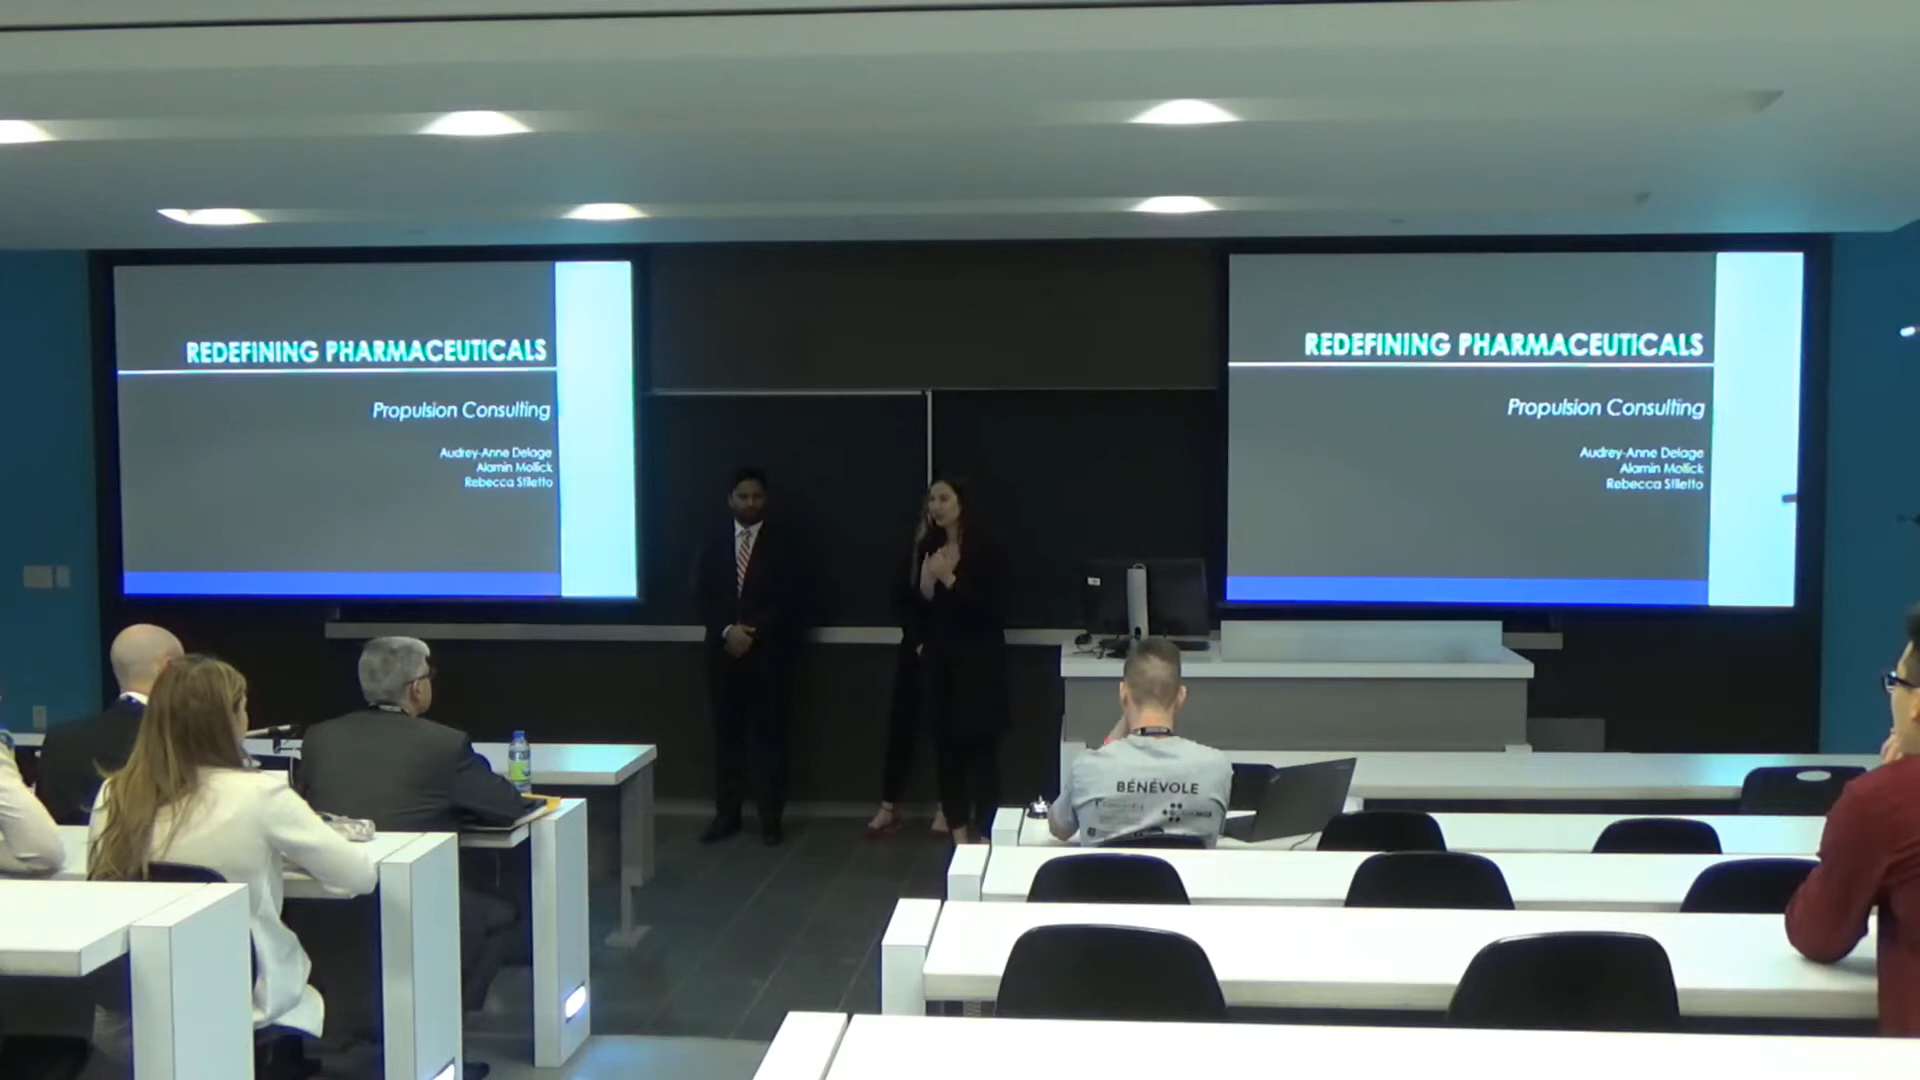 REDEFINING PHARMACEUTICALS
Propulsion Consulting
Audrey-Anne Delage
Alamin Mollick
Rebecca Stiletto
REDEFINING PHARMACEUTICALS
Propulsion Consulting
Audrey-Anne Delage
Alamin Mollick
Rebecca Stiletto
BÉNÉVOLE